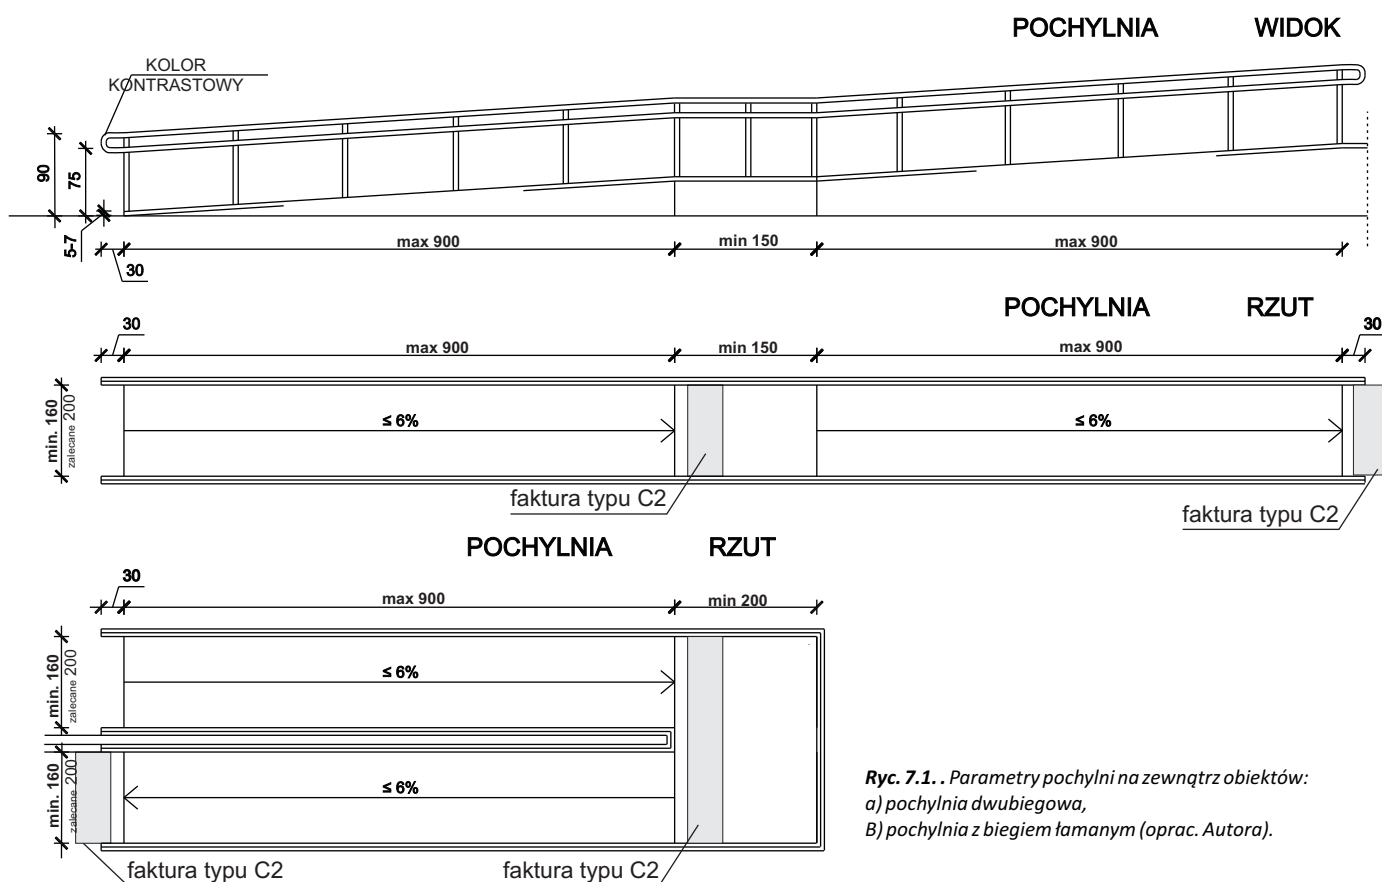 POCHYLNIA WIDOK
KOLOR
KONTRASTOWY
90
75
5-7
30
max 900
min 150
max 900
POCHYLNIA RZUT
30
max 900
min 150
max 900
30
min. 160
zalecane 200
≤ 6%
≤ 6%
faktura typu C2
faktura typu C2
POCHYLNIA RZUT
30
max 900
min 200
min. 160
zalecane 200
≤ 6%
min. 160
zalecane 200
≤ 6%
faktura typu C2
faktura typu C2
Ryc. 7.1. . Parametry pochylni na zewnątrz obiektów:
a) pochylnia dwubiegowa,
B) pochylnia z biegiem łamanym (oprac. Autora).